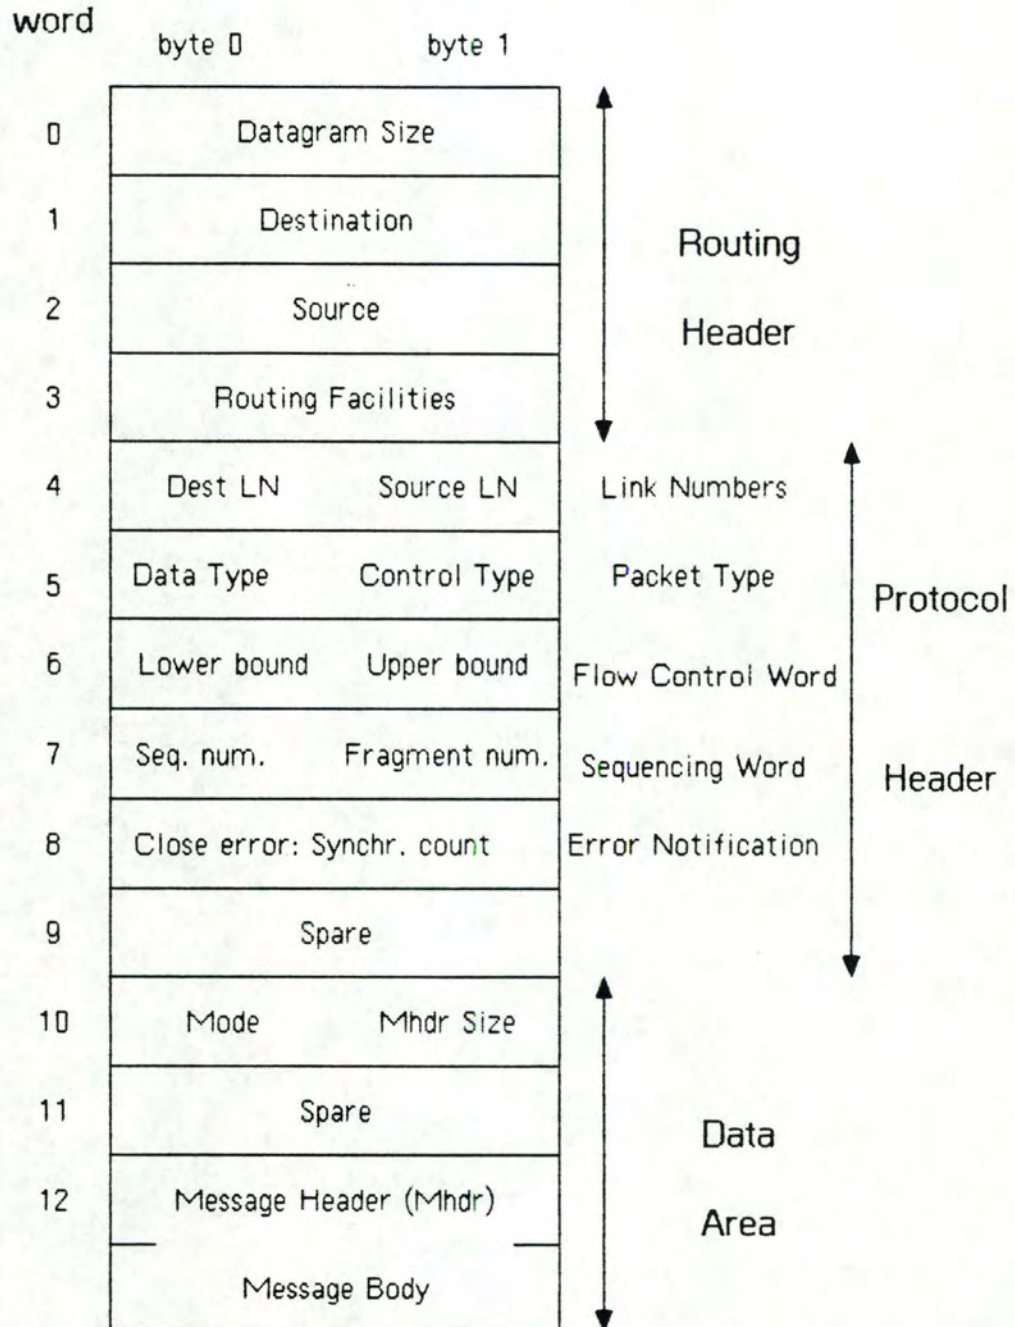 word
byte 0 byte 1
0 Datagram Size
1 Destination
2 Source
3 Routing Facilities
Routing
Header
4 Dest LN Source LN Link Numbers
5 Data Type Control Type Packet Type
6 Lower bound Upper bound Flow Control Word
7 Seq. num. Fragment num. Sequencing Word
8 Close error: Synchr. count Error Notification
9 Spare
Protocol
Header
10 Mode Mhdr Size
11 Spare
12 Message Header (Mhdr)
Message Body
Data
Area